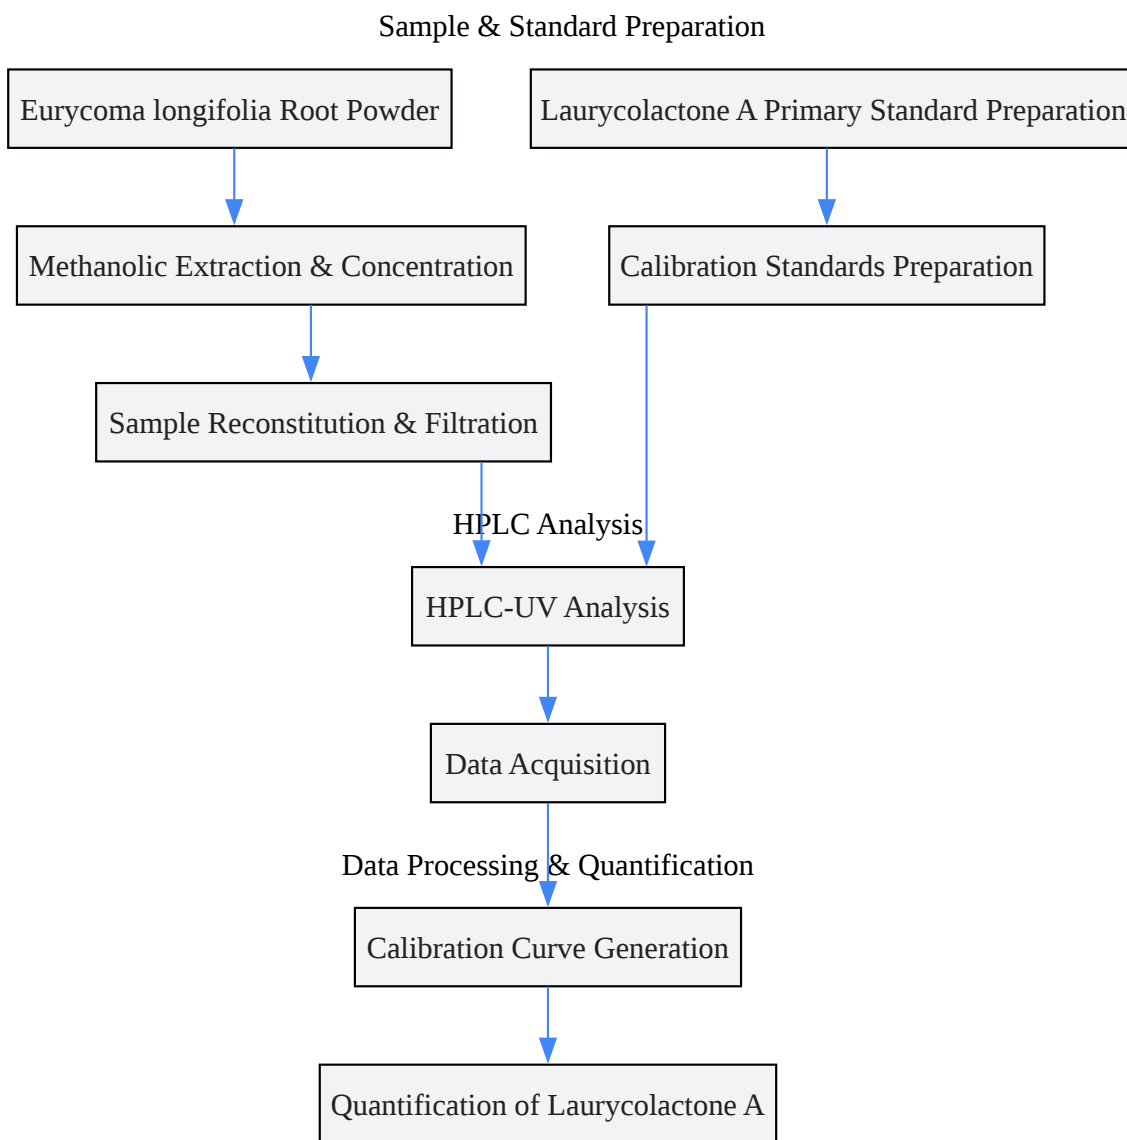 Sample & Standard Preparation
Eurycoma longifolia Root Powder
Laurycolactone A Primary Standard Preparation
Methanolic Extraction & Concentration
Calibration Standards Preparation
Sample Reconstitution & Filtration
HPLC Analysis
HPLC-UV Analysis
Data Acquisition
Data Processing & Quantification
Calibration Curve Generation
Quantification of Laurycolactone A